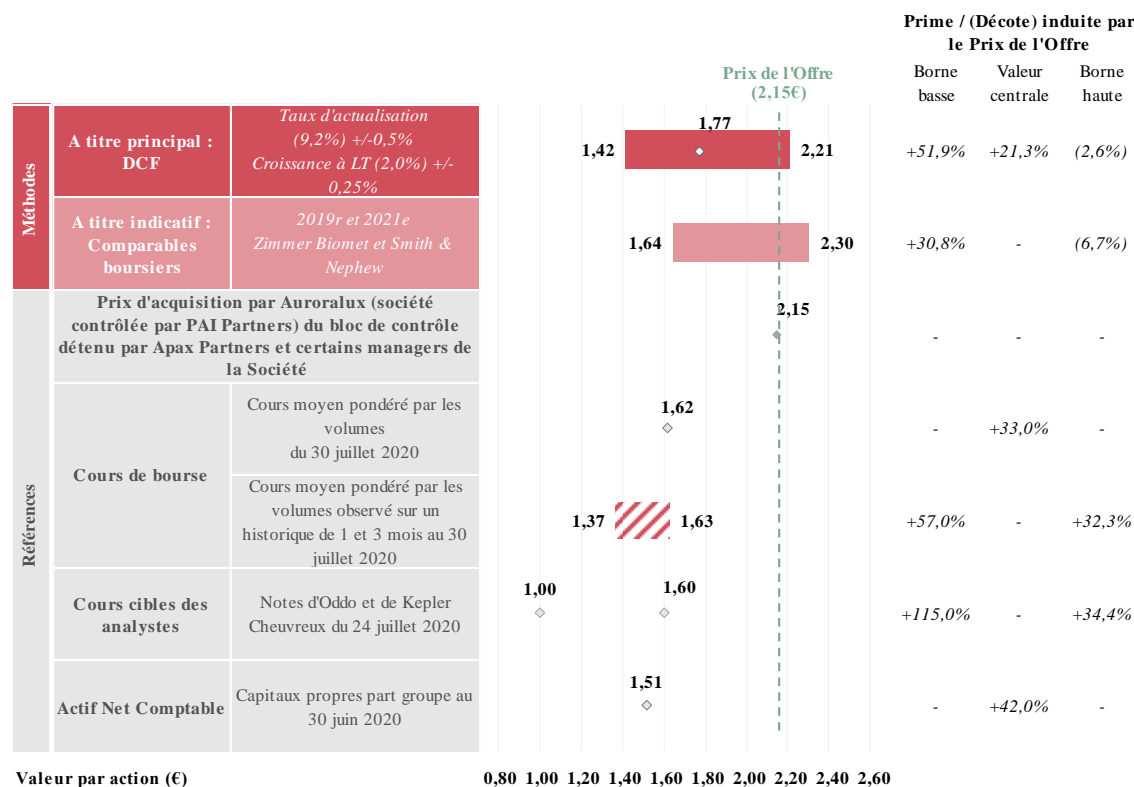 Prime / (Décote) induite par
le Prix de l'Offre
Prix de l'Offre
(2,15€)
Borne
basse
Valeur
centrale
Borne
haute
Méthodes
A titre principal :
DCF
Taux d'actualisation
(9,2%) +/-0,5%
Croissance à LT (2,0%) +/-
0,25%
1,42
1,77
2,21
+51,9%
+21,3%
(2,6%)
A titre indicatif :
Comparables
boursiers
2019r et 2021e
Zimmer Biomet et Smith &
Nephew
1,64
2,30
+30,8%
-
(6,7%)
Références
Prix d'acquisition par Auroralux (société
contrôlée par PAI Partners) du bloc de contrôle
détenu par Apax Partners et certains managers de
la Société
2,15
-
-
-
Cours de bourse
Cours moyen pondéré par les
volumes
du 30 juillet 2020
1,62
-
+33,0%
-
Cours moyen pondéré par les
volumes observé sur un
historique de 1 et 3 mois au 30
juillet 2020
1,37
1,63
+57,0%
-
+32,3%
Cours cibles des
analystes
Notes d'Oddo et de Kepler
Cheuvreux du 24 juillet 2020
1,00
1,60
+115,0%
-
+34,4%
Actif Net Comptable
Capitaux propres part groupe au
30 juin 2020
1,51
-
+42,0%
-
Valeur par action (€)
0,80 1,00 1,20 1,40 1,60 1,80 2,00 2,20 2,40 2,60